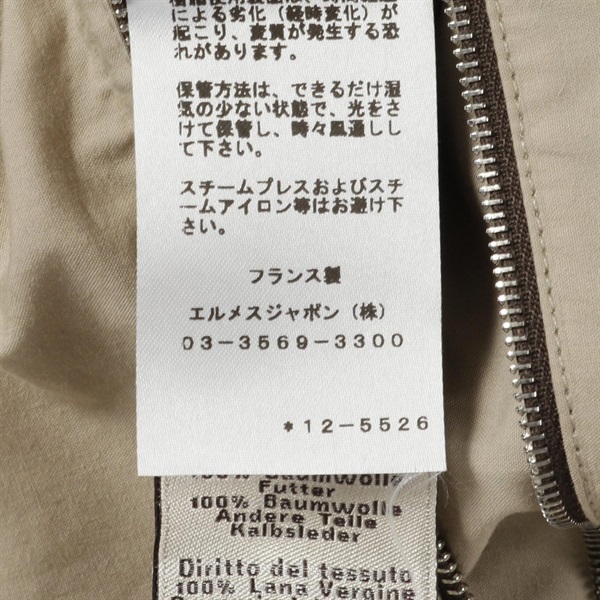 による劣化（経時変化）が
起こり、変質が発生する恐
れがあります。
保管方法は、できるだけ湿
気の少ない状態で、光をさ
けて保管し、時々風通しし
て下さい。
スチームプレスおよびスチ
ームアイロン等はお避け下
さい。
フランス製
エルメスジャポン（株）
03-3569-3300
*12-5526
100% Baumwolle
Futter
100% Baumwolle
Andere Teile
Kalbsleder
Diritto del tessuto
100% Lana Vergine